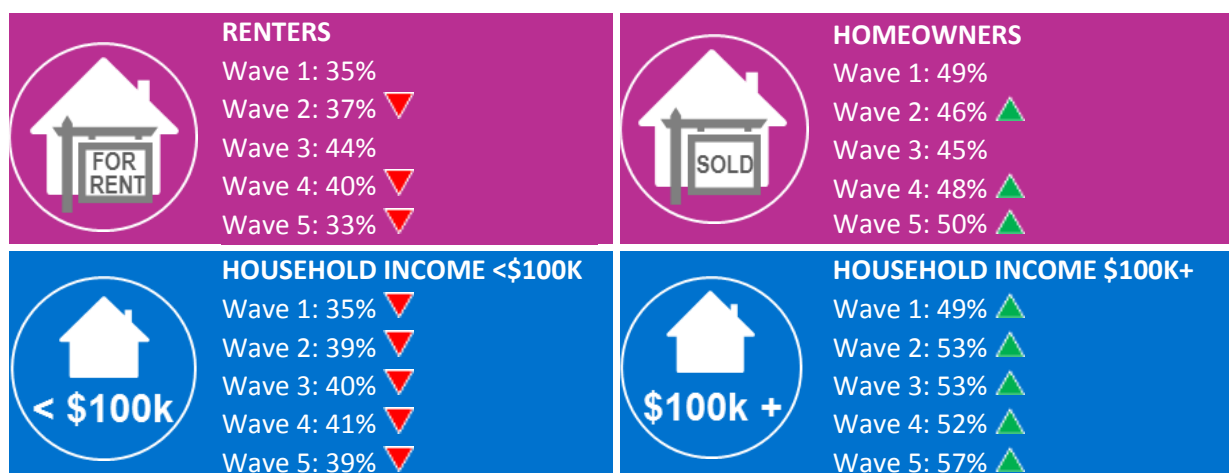 RENTERS
Wave 1: 35%
Wave 2: 37%
Wave 3: 44%
Wave 4: 40%
Wave 5: 33%
FOR
RENT
HOMEOWNERS
Wave 1: 49%
Wave 2: 46%
Wave 3: 45%
Wave 4: 48%
Wave 5: 50%
SOLD
HOUSEHOLD INCOME <$100K
Wave 1: 35%
Wave 2: 39%
Wave 3: 40%
Wave 4: 41%
Wave 5: 39%
< $100k
HOUSEHOLD INCOME $100K+
Wave 1: 49%
Wave 2: 53%
Wave 3: 53%
Wave 4: 52%
Wave 5: 57%
$100k +